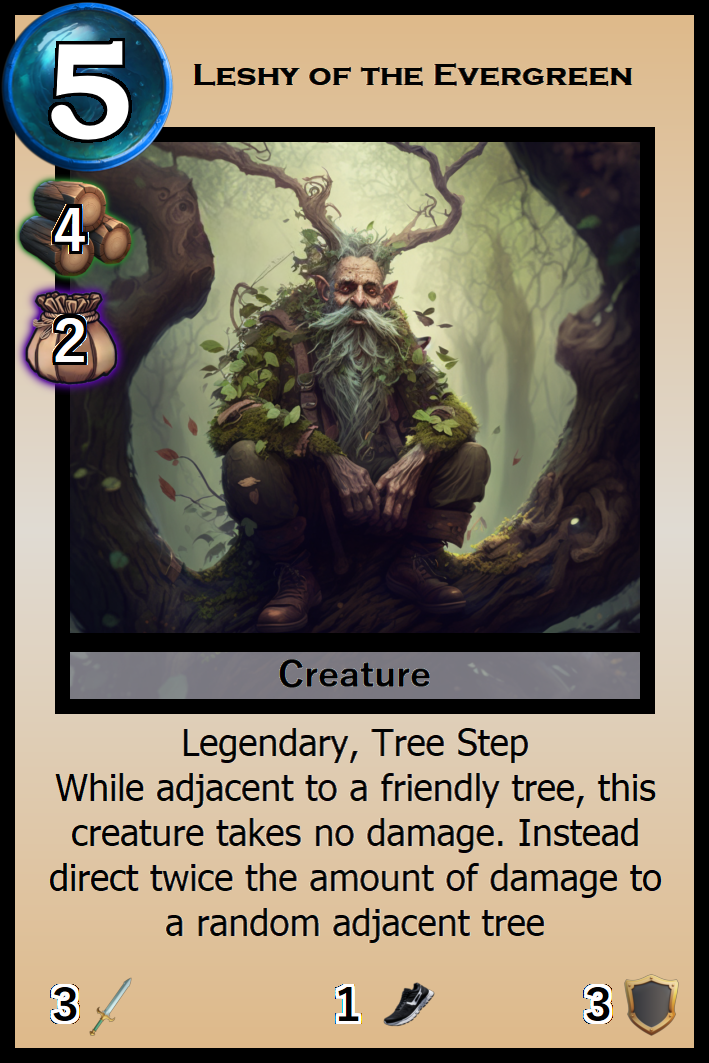 5
Leshy of the Evergreen
4
2
Creature
Legendary, Tree Step
While adjacent to a friendly tree, this
creature takes no damage. Instead
direct twice the amount of damage to
a random adjacent tree
3 1 3